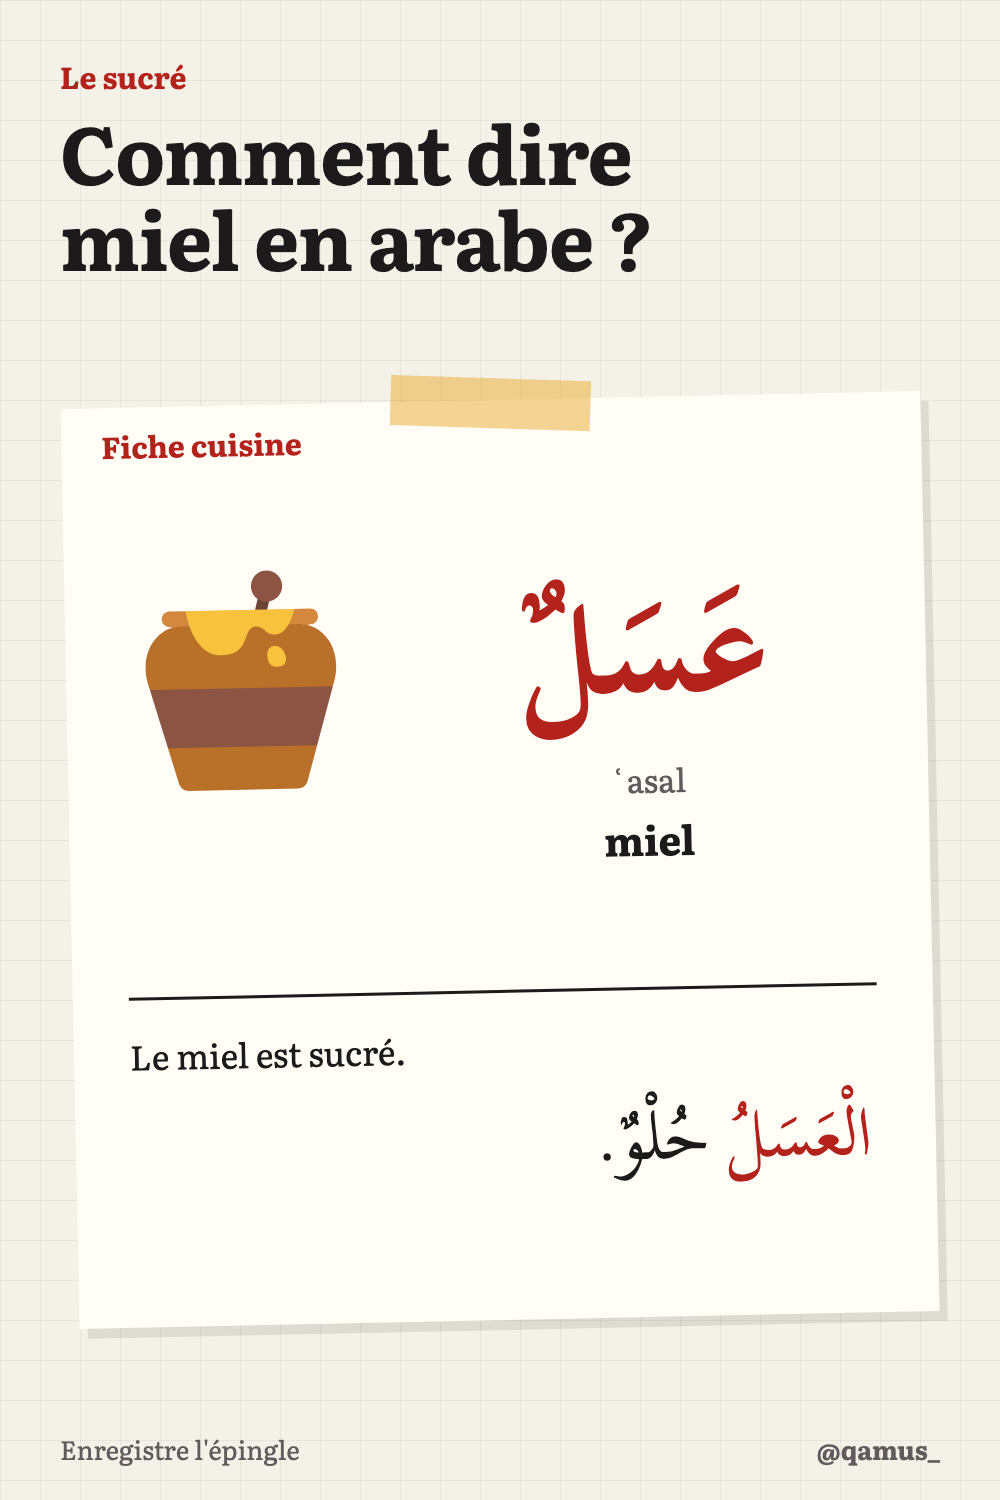 Le sucré
Comment dire
miel en arabe ?
Fiche cuisine
عَسَلٌ
ʿasal
miel
Le miel est sucré.
الْعَسَلُ حُلْوٌ.
Enregistre l'épingle
@qamus_